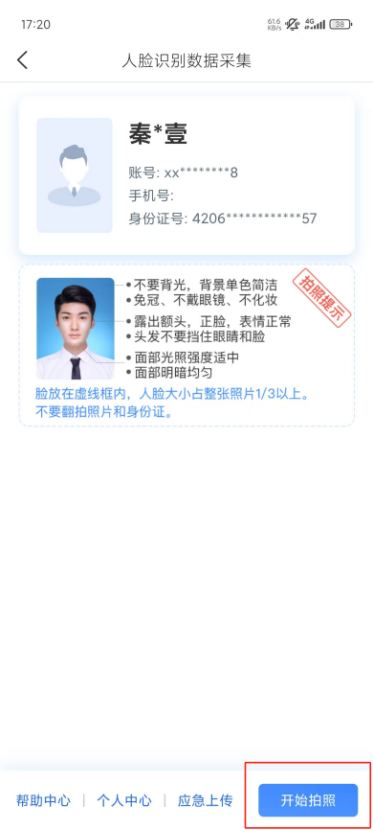 17:20
61.6 KB/s 4G 38
人脸识别数据采集
秦*壹
账号: xx********8
手机号:
身份证号: 4206************57
•不要背光，背景单色简洁
•免冠、不戴眼镜、不化妆
•露出额头，正脸，表情正常
•头发不要挡住眼睛和脸
•面部光照强度适中
•面部明暗均匀
拍照提示
脸放在虚线框内，人脸大小占整张照片1/3以上。
不要翻拍照片和身份证。
帮助中心 | 个人中心 | 应急上传 开始拍照